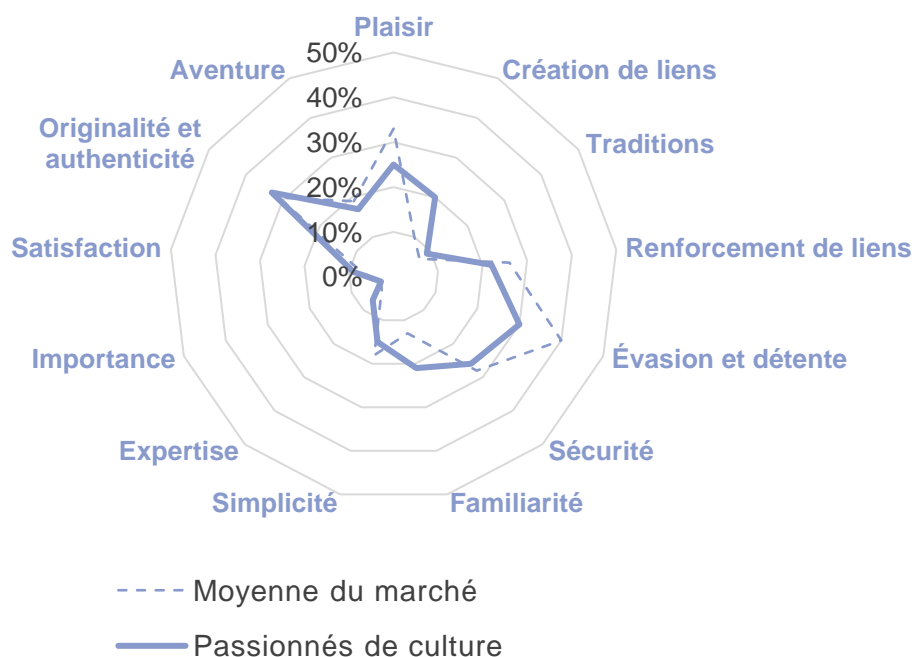 Plaisir
50%
Création de liens
Aventure
40%
Originalité et
authenticité
Traditions
30%
20%
Satisfaction
10%
Renforcement de liens
0%
Importance
Évasion et détente
Expertise
Sécurité
Simplicité
Familiarité
Moyenne du marché
Passionnés de culture